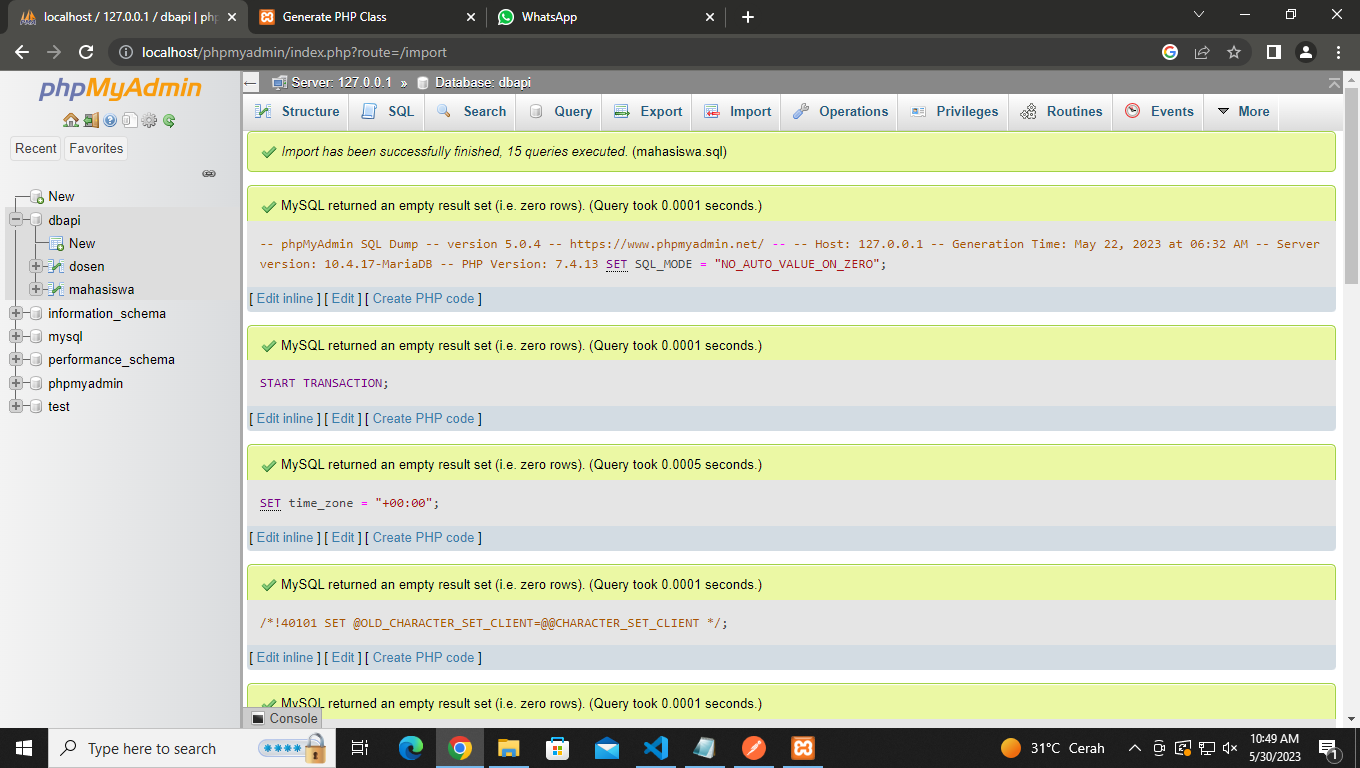 localhost / 127.0.0.1 / dbapi | php
Generate PHP Class
WhatsApp
localhost/phpmyadmin/index.php?route=/import
phpMyAdmin
Recent
Favorites
New
dbapi
New
dosen
mahasiswa
information_schema
mysql
performance_schema
phpmyadmin
test
Server: 127.0.0.1 » Database: dbapi
Structure
SQL
Search
Query
Export
Import
Operations
Privileges
Routines
Events
More
Import has been successfully finished, 15 queries executed. (mahasiswa.sql)
MySQL returned an empty result set (i.e. zero rows). (Query took 0.0001 seconds.)
-- phpMyAdmin SQL Dump -- version 5.0.4 -- https://www.phpmyadmin.net/ -- -- Host: 127.0.0.1 -- Generation Time: May 22, 2023 at 06:32 AM -- Server
version: 10.4.17-MariaDB -- PHP Version: 7.4.13 SET SQL_MODE = "NO_AUTO_VALUE_ON_ZERO";
[ Edit inline ] [ Edit ] [ Create PHP code ]
MySQL returned an empty result set (i.e. zero rows). (Query took 0.0001 seconds.)
START TRANSACTION;
[ Edit inline ] [ Edit ] [ Create PHP code ]
MySQL returned an empty result set (i.e. zero rows). (Query took 0.0005 seconds.)
SET time_zone = "+00:00";
[ Edit inline ] [ Edit ] [ Create PHP code ]
MySQL returned an empty result set (i.e. zero rows). (Query took 0.0001 seconds.)
/*!40101 SET @OLD_CHARACTER_SET_CLIENT=@@CHARACTER_SET_CLIENT */;
[ Edit inline ] [ Edit ] [ Create PHP code ]
MySQL returned an empty result set (i.e. zero rows). (Query took 0.0001 seconds.)
Console
Type here to search
31°C Cerah
10:49 AM
5/30/2023
1